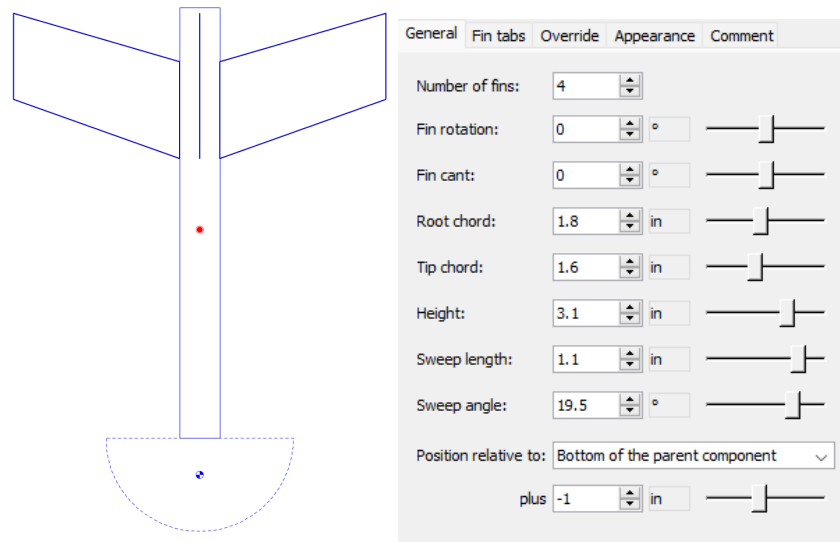 General Fin tabs Override Appearance Comment
Number of fins: 4
Fin rotation: 0 °
Fin cant: 0 °
Root chord: 1.8 in
Tip chord: 1.6 in
Height: 3.1 in
Sweep length: 1.1 in
Sweep angle: 19.5 °
Position relative to: Bottom of the parent component
plus -1 in